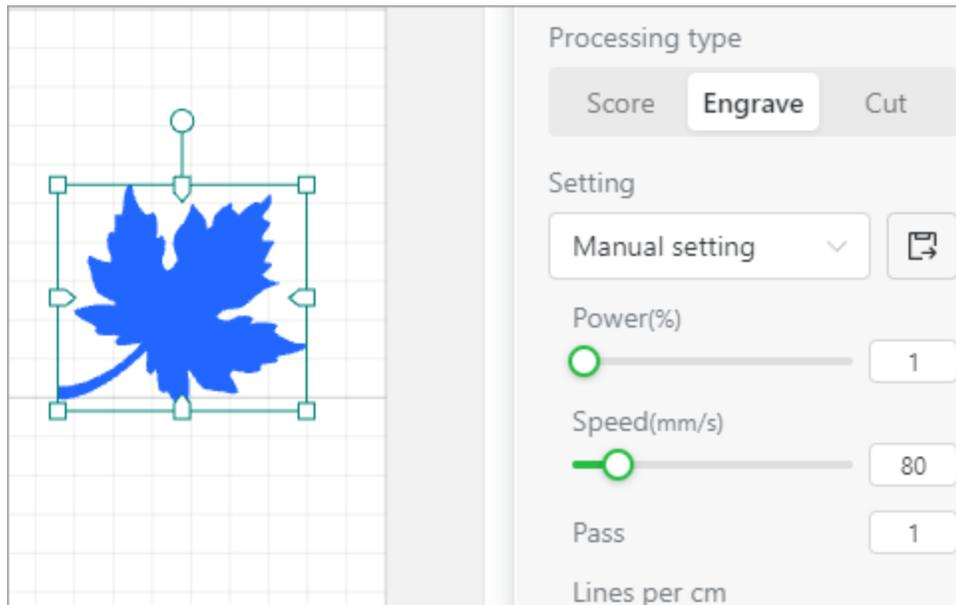 Processing type
Score Engrave Cut
Setting
Manual setting
Power(%)
1
Speed(mm/s)
80
Pass 1
Lines per cm